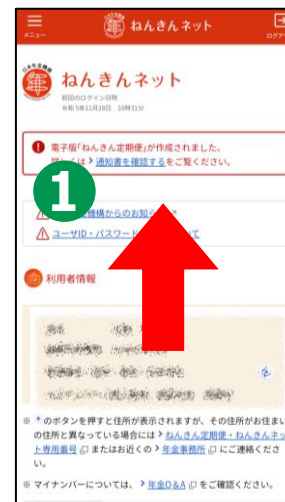 メニュー
ねんきんネット
ログアウ
ねんきんネット
前回のログイン日時
令和5年11月28日 10時31分
電子版「ねんきん定期便」が作成されました。
は > 通知書を確認するをご覧ください。
1
機構からのお知ら
ユーザID・パスワード
利用者情報
※ *のボタンを押すと住所が表示されますが、その住所がお住まい
の住所と異なっている場合には > ねんきん定期便・ねんきんネッ
ト専用番号 またはお近くの > 年金事務所 にご連絡くださ
い。
※ マイナンバーについては、 > 年金Q&A をご確認ください。